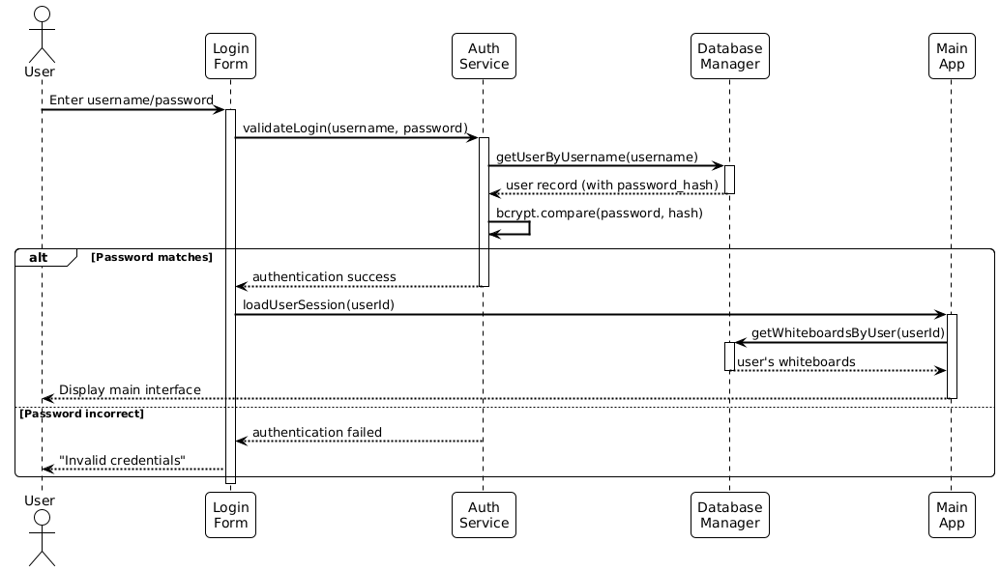 User
Login
Form
Auth
Service
Database
Manager
Main
App
Enter username/password
validateLogin(username, password)
getUserByUsername(username)
user record (with password_hash)
bcrypt.compare(password, hash)
alt
[Password matches]
authentication success
loadUserSession(userId)
getWhiteboardsByUser(userId)
user's whiteboards
Display main interface
[Password incorrect]
authentication failed
"Invalid credentials"
User
Login
Form
Auth
Service
Database
Manager
Main
App